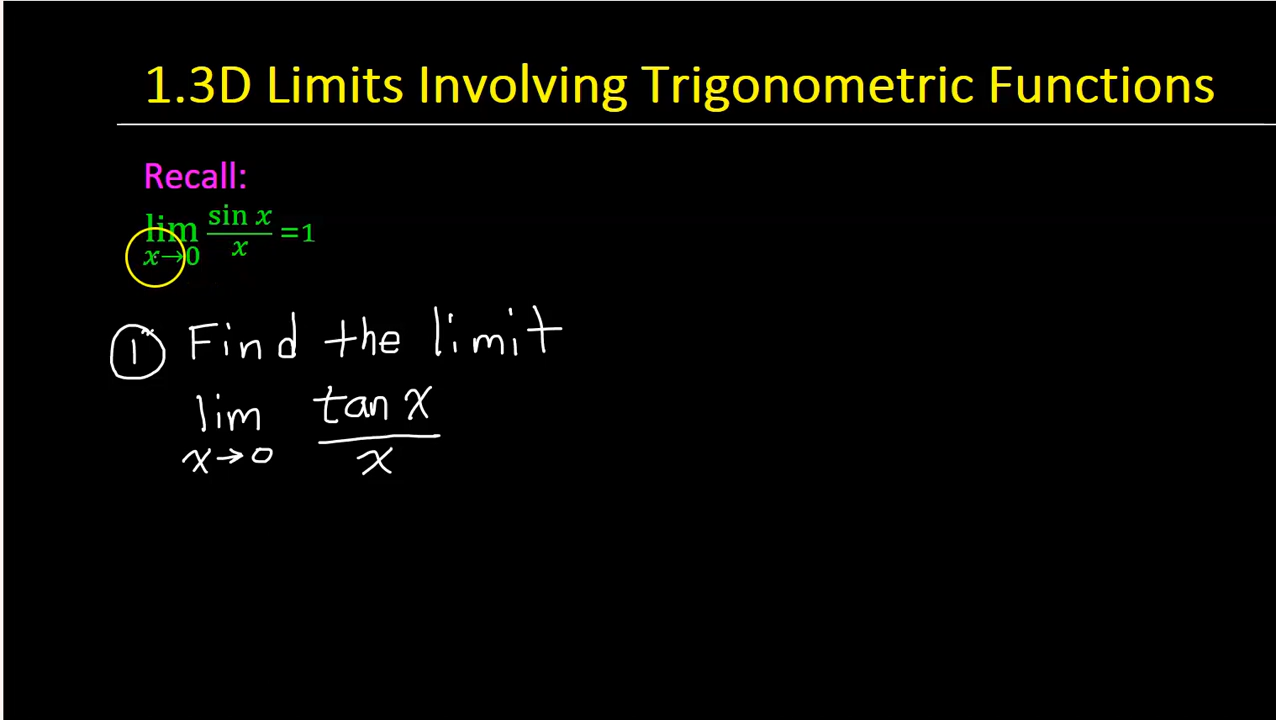 1.3D Limits Involving Trigonometric Functions
Recall:
lim x→0 sin x / x =1
① Find the limit
lim x→0 tan x / x